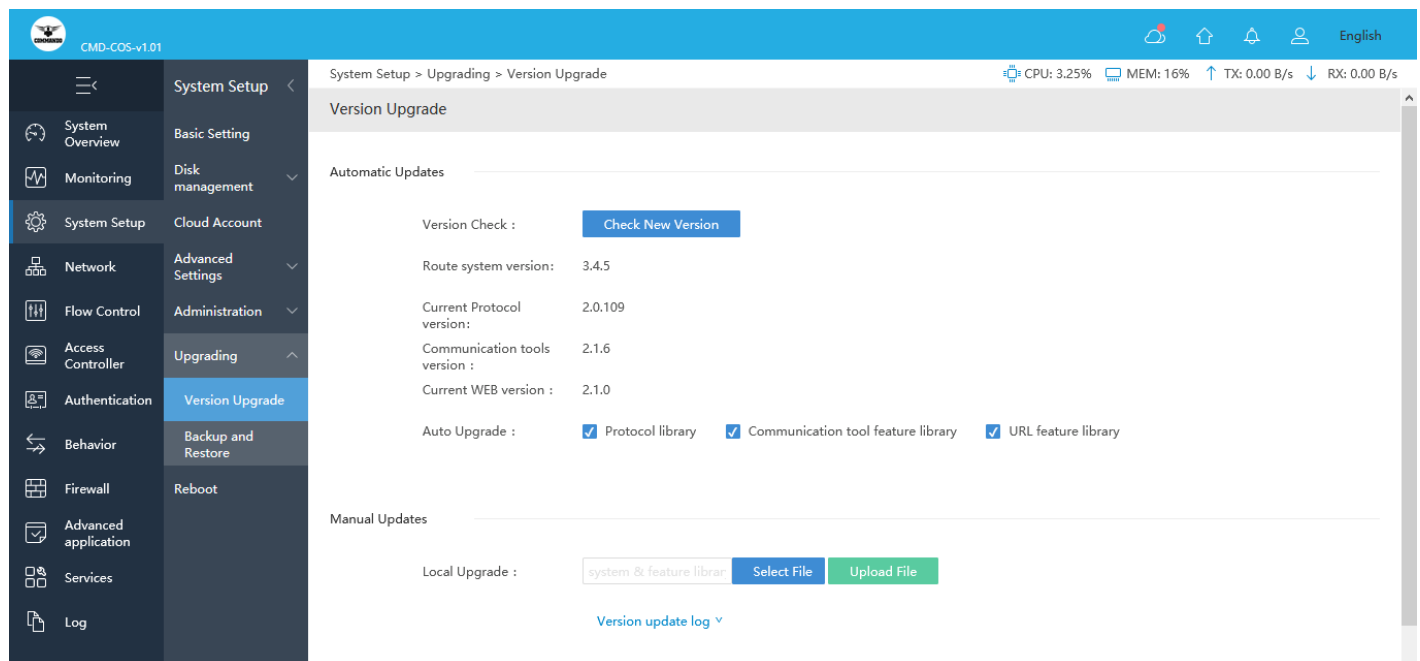 COMMANDO
CMD-COS-v1.01
English
System Setup
System Setup > Upgrading > Version Upgrade
CPU: 3.25%
MEM: 16%
TX: 0.00 B/s
RX: 0.00 B/s
System
Overview
Monitoring
System Setup
Network
Flow Control
Access
Controller
Authentication
Behavior
Firewall
Advanced
application
Services
Log
Basic Setting
Disk
management
Cloud Account
Advanced
Settings
Administration
Upgrading
Version Upgrade
Backup and
Restore
Reboot
Version Upgrade
Automatic Updates
Version Check : Check New Version
Route system version: 3.4.5
Current Protocol 2.0.109
version:
Communication tools 2.1.6
version :
Current WEB version : 2.1.0
Auto Upgrade : Protocol library Communication tool feature library URL feature library
Manual Updates
Local Upgrade : system & feature librar Select File Upload File
Version update log